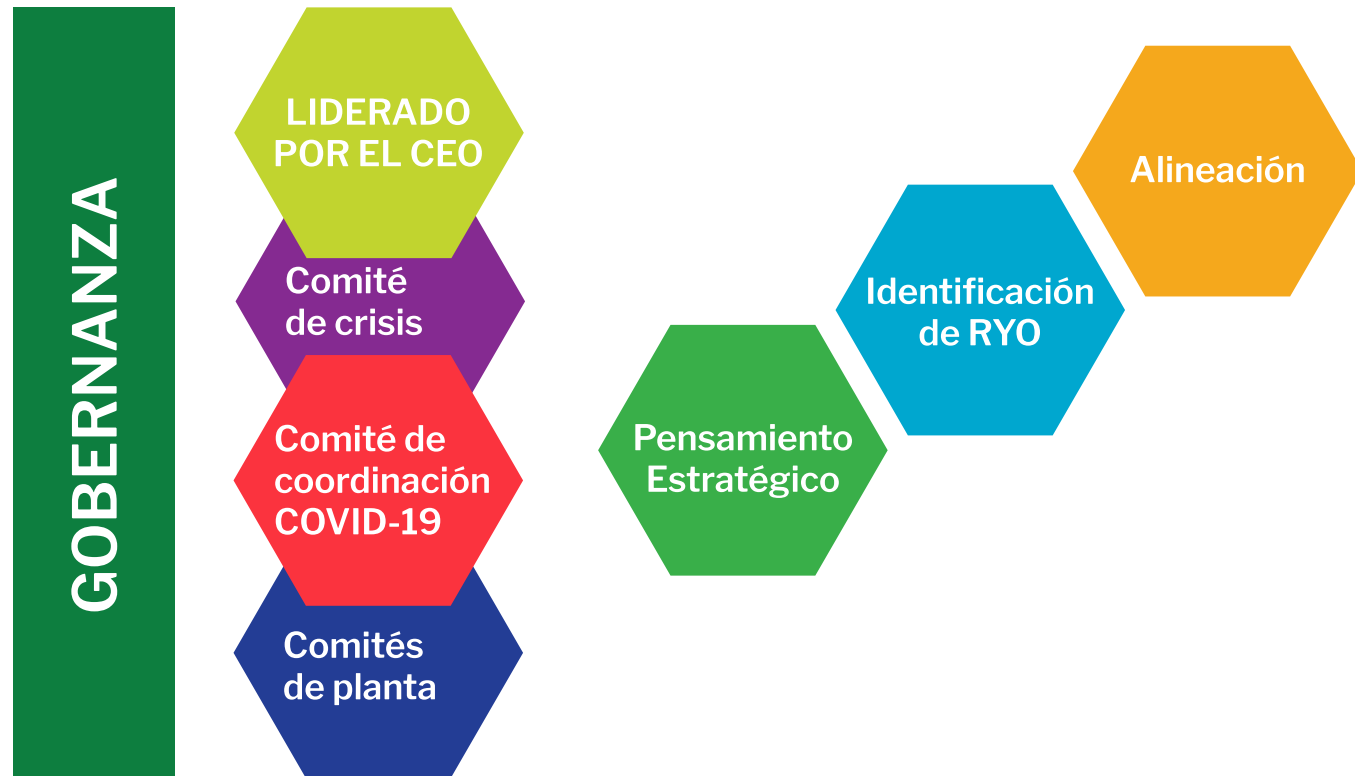 GOBERNANZA
LIDERADO
POR EL CEO
Comité
de crisis
Comité de
coordinación
COVID-19
Comités
de planta
Pensamiento
Estratégico
Identificación
de RYO
Alineación